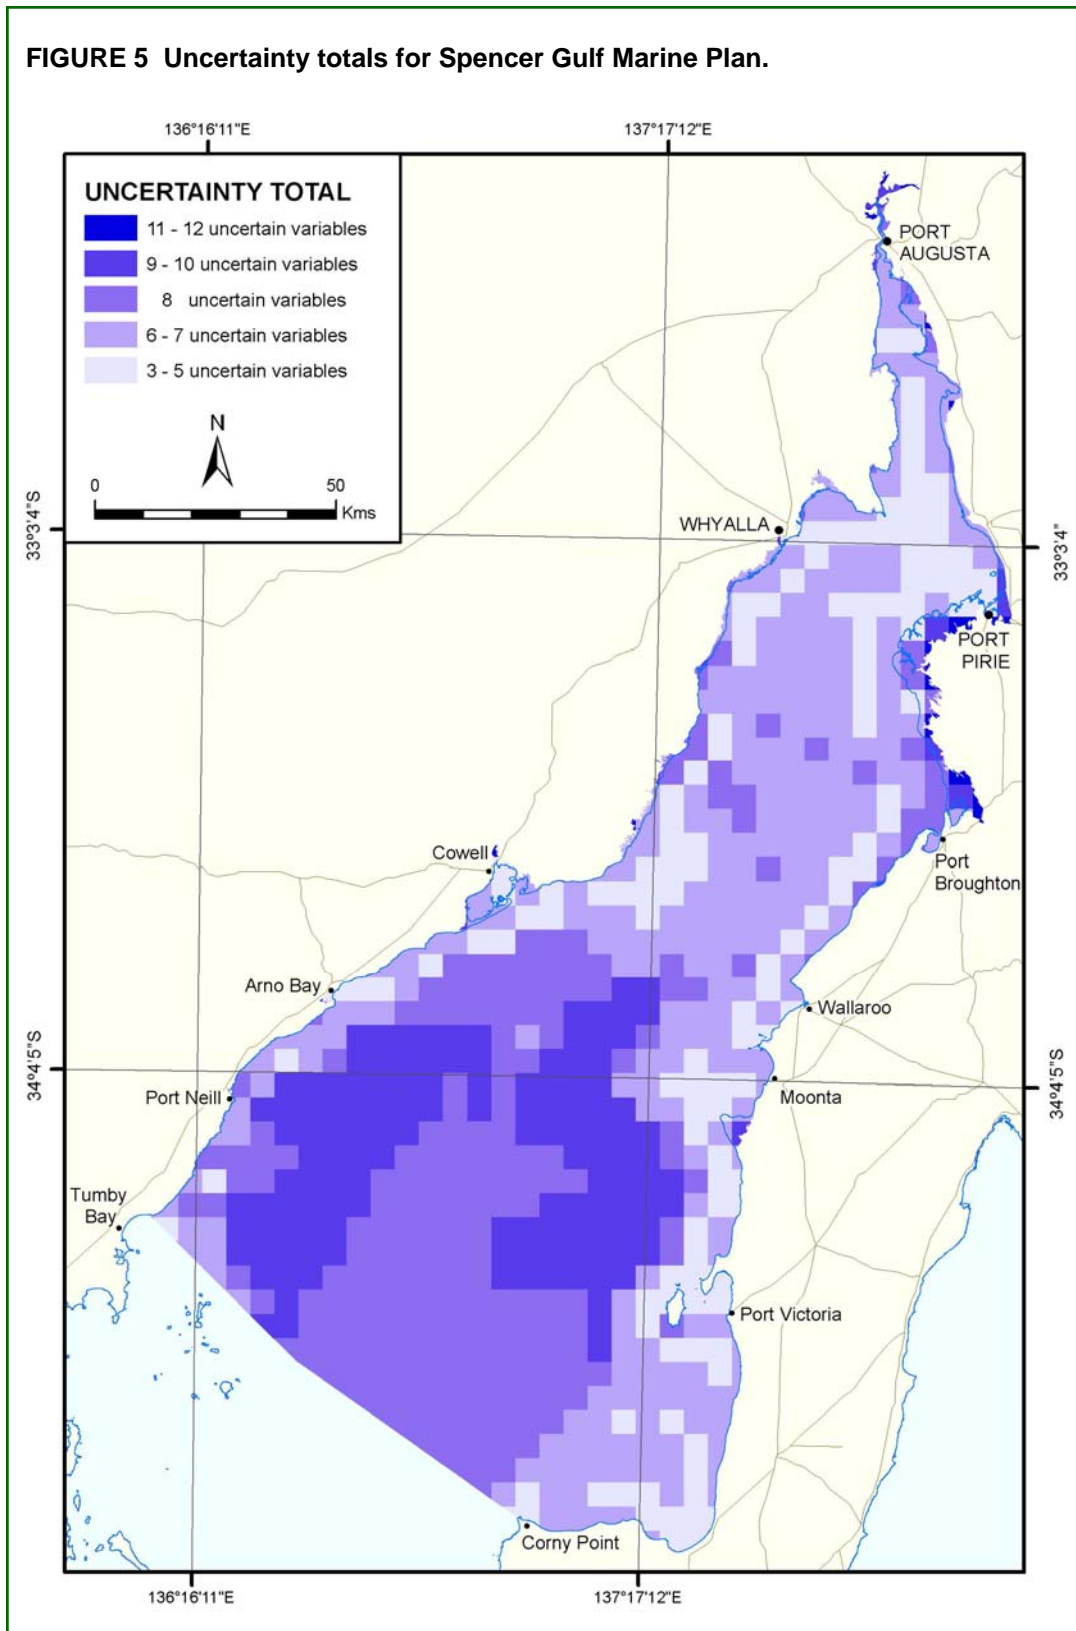 FIGURE 5 Uncertainty totals for Spencer Gulf Marine Plan.
136°16'11"E
137°17'12"E
UNCERTAINTY TOTAL
11 - 12 uncertain variables
9 - 10 uncertain variables
8 uncertain variables
6 - 7 uncertain variables
3 - 5 uncertain variables
N
0
50
Kms
PORT
AUGUSTA
33°3'4"S
WHYALLA
33°3'4"
PORT
PIRIE
Cowell
Port
Broughton
Arno Bay
Wallaroo
34°4'5"S
34°4'5"S
Port Neill
Moonta
Tumby
Bay
Port Victoria
Corny Point
136°16'11"E
137°17'12"E